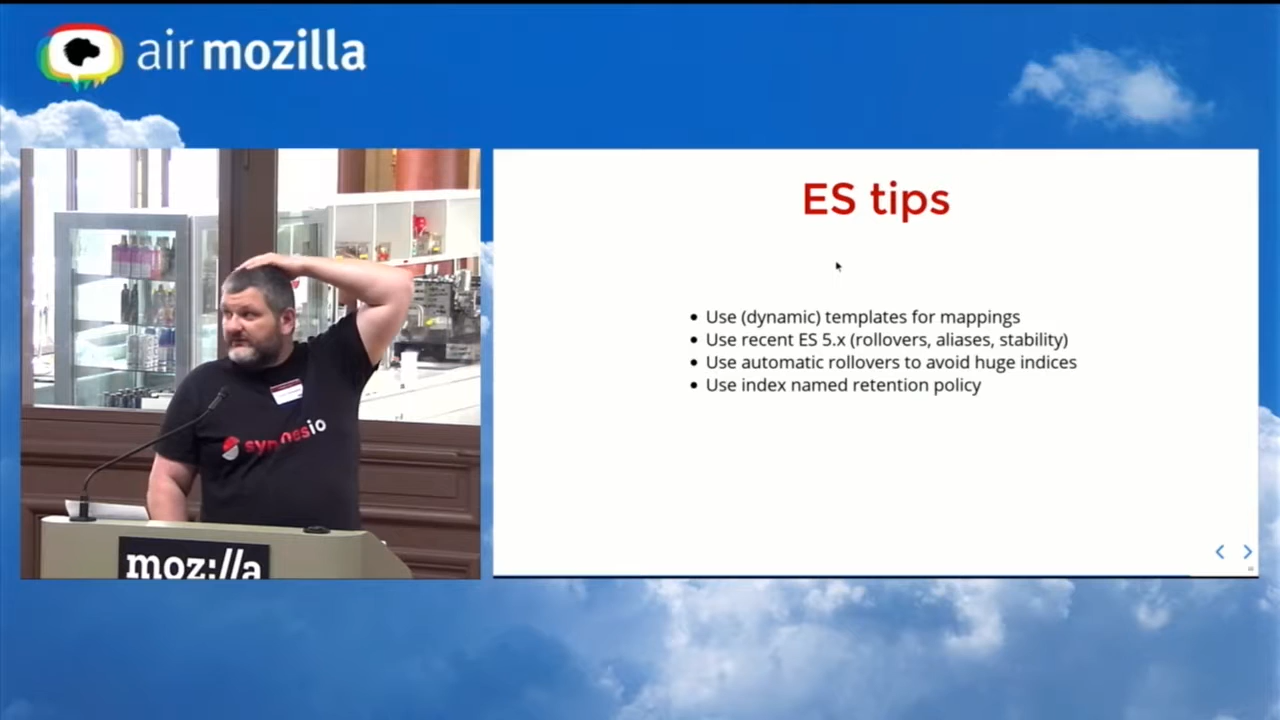 air mozilla
ES tips
Use (dynamic) templates for mappings
Use recent ES 5.x (rollovers, aliases, stability)
Use automatic rollovers to avoid huge indices
Use index named retention policy
synthesio
moz://a